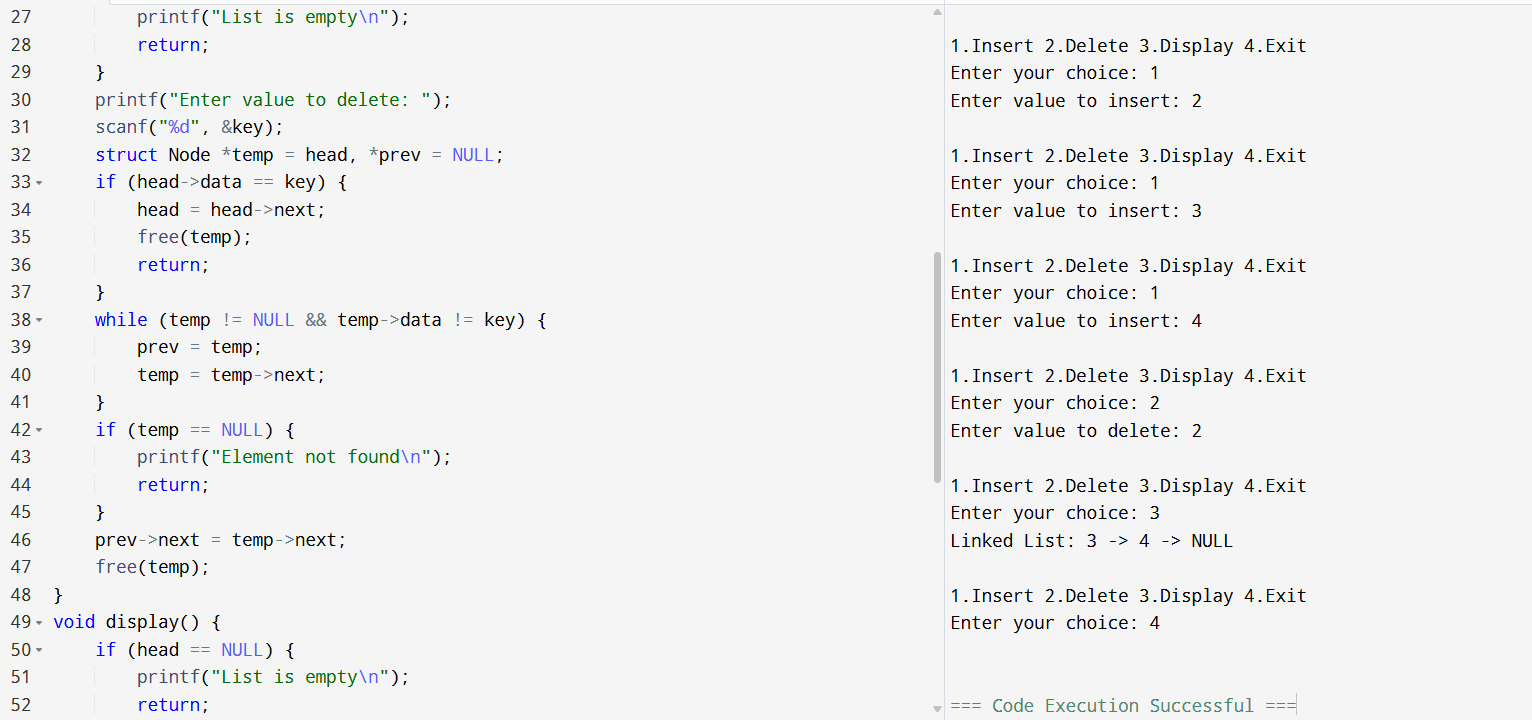 27         printf("List is empty\n");
28         return;
29     }
30     printf("Enter value to delete: ");
31     scanf("%d", &key);
32     struct Node *temp = head, *prev = NULL;
33     if (head->data == key) {
34         head = head->next;
35         free(temp);
36         return;
37     }
38     while (temp != NULL && temp->data != key) {
39         prev = temp;
40         temp = temp->next;
41     }
42     if (temp == NULL) {
43         printf("Element not found\n");
44         return;
45     }
46     prev->next = temp->next;
47     free(temp);
48 }
49 void display() {
50     if (head == NULL) {
51         printf("List is empty\n");
52         return;
1.Insert 2.Delete 3.Display 4.Exit
Enter your choice: 1
Enter value to insert: 2
1.Insert 2.Delete 3.Display 4.Exit
Enter your choice: 1
Enter value to insert: 3
1.Insert 2.Delete 3.Display 4.Exit
Enter your choice: 1
Enter value to insert: 4
1.Insert 2.Delete 3.Display 4.Exit
Enter your choice: 2
Enter value to delete: 2
1.Insert 2.Delete 3.Display 4.Exit
Enter your choice: 3
Linked List: 3 -> 4 -> NULL
1.Insert 2.Delete 3.Display 4.Exit
Enter your choice: 4
=== Code Execution Successful ===